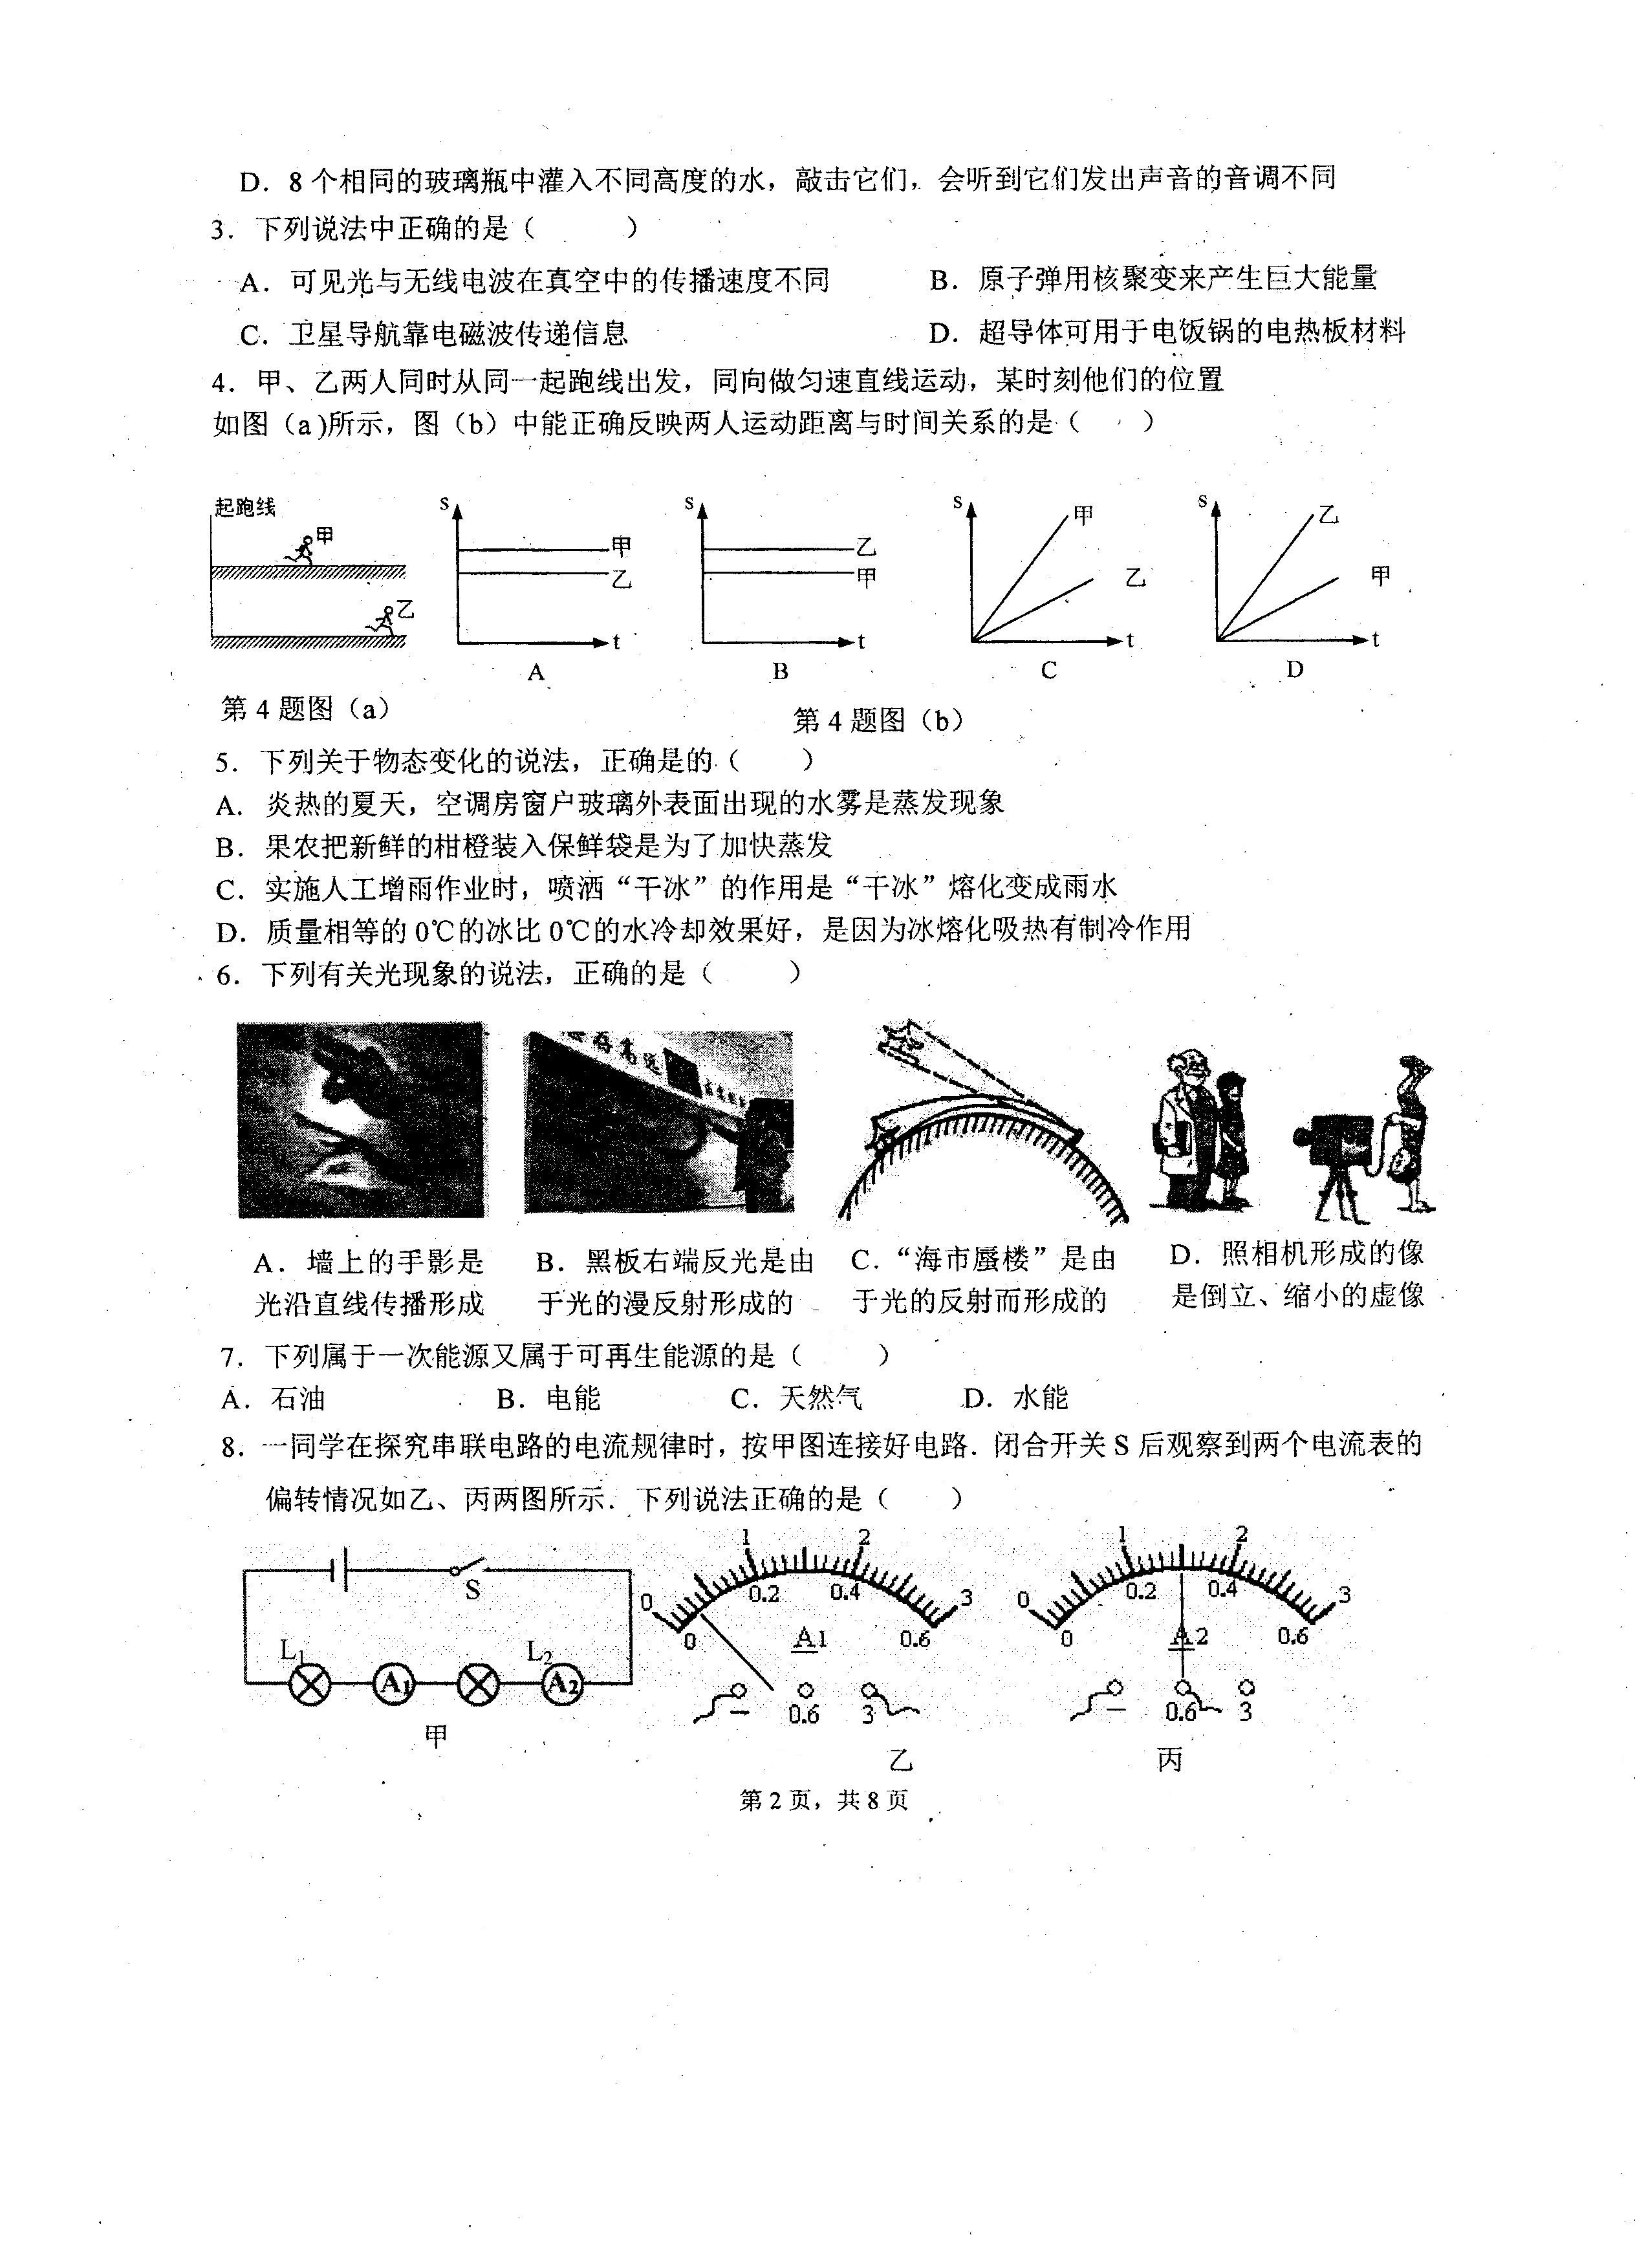 D．8个相同的玻璃瓶中灌入不同高度的水，敲击它们，会听到它们发出声音的音调不同
3．下列说法中正确的是（　　）
A．可见光与无线电波在真空中的传播速度不同　B．原子弹用核聚变来产生巨大能量
C．卫星导航靠电磁波传递信息　D．超导体可用于电饭锅的电热板材料
4．甲、乙两人同时从同一起跑线出发，同向做匀速直线运动，某时刻他们的位置
如图（a)所示，图（b）中能正确反映两人运动距离与时间关系的是（　　）
起跑线
甲
乙
s 甲 乙 t
A
s 乙 甲 t
B
s 甲 乙 t
C
s 乙 甲 t
D
第4题图（a）
第4题图（b）
5．下列关于物态变化的说法，正确是的（　　）
A．炎热的夏天，空调房窗户玻璃外表面出现的水雾是蒸发现象
B．果农把新鲜的柑橙装入保鲜袋是为了加快蒸发
C．实施人工增雨作业时，喷洒“干冰”的作用是“干冰”熔化变成雨水
D．质量相等的0℃的冰比0℃的水冷却效果好，是因为冰熔化吸热有制冷作用
6．下列有关光现象的说法，正确的是（　　）
高远
A．墙上的手影是
光沿直线传播形成
B．黑板右端反光是由
于光的漫反射形成的
C．“海市蜃楼”是由
于光的反射而形成的
D．照相机形成的像
是倒立、缩小的虚像
7．下列属于一次能源又属于可再生能源的是（　　）
A．石油　B．电能　C．天然气　D．水能
8．一同学在探究串联电路的电流规律时，按甲图连接好电路．闭合开关S后观察到两个电流表的
偏转情况如乙、丙两图所示．下列说法正确的是（　　）
S
L1 L2
A1 A2
甲
0 1 2 3
0 0.2 0.4 0.6
A1
− 0.6 3
乙
0 1 2 3
0 0.2 0.4 0.6
A2
− 0.6 3
丙
第2页，共8页